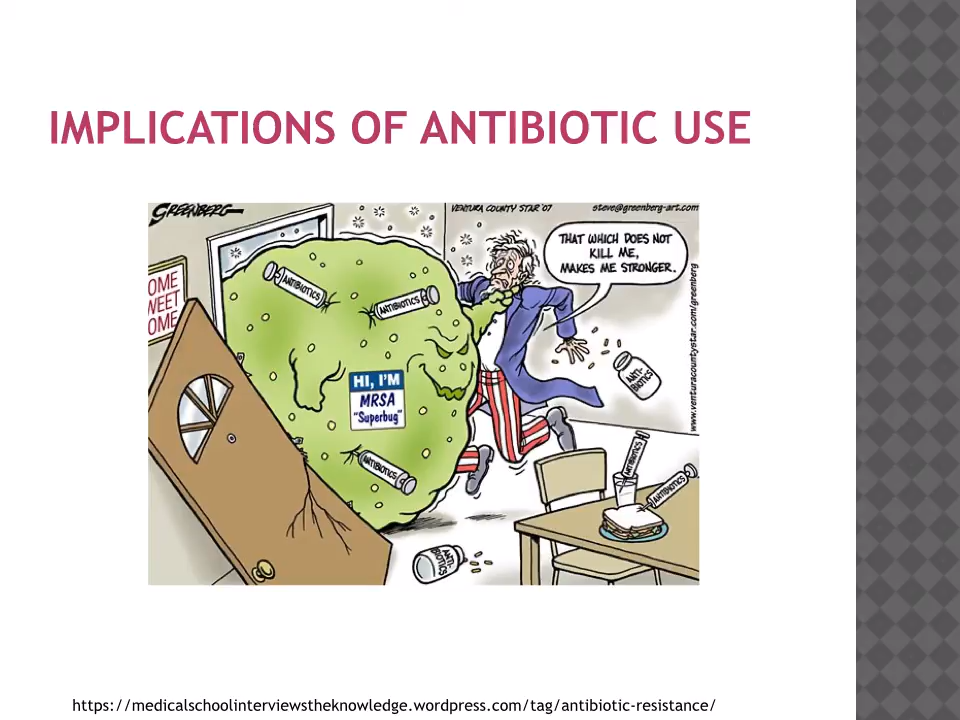 IMPLICATIONS OF ANTIBIOTIC USE
GREENBERG
VENTURA COUNTY STAR '07
steve@greenberg-art.com
THAT WHICH DOES NOT
KILL ME,
MAKES ME STRONGER.
www.venturacountystar.com/greenberg
OME
WEET
OME
ANTIBIOTICS
ANTIBIOTICS
HI, I'M
MRSA
"Superbug"
ANTIBIOTICS
ANTI-
BIOTICS
ANTIBIOTICS
ANTIBIOTICS
ANTI-
BIOTICS
https://medicalschoolinterviewstheknowledge.wordpress.com/tag/antibiotic-resistance/